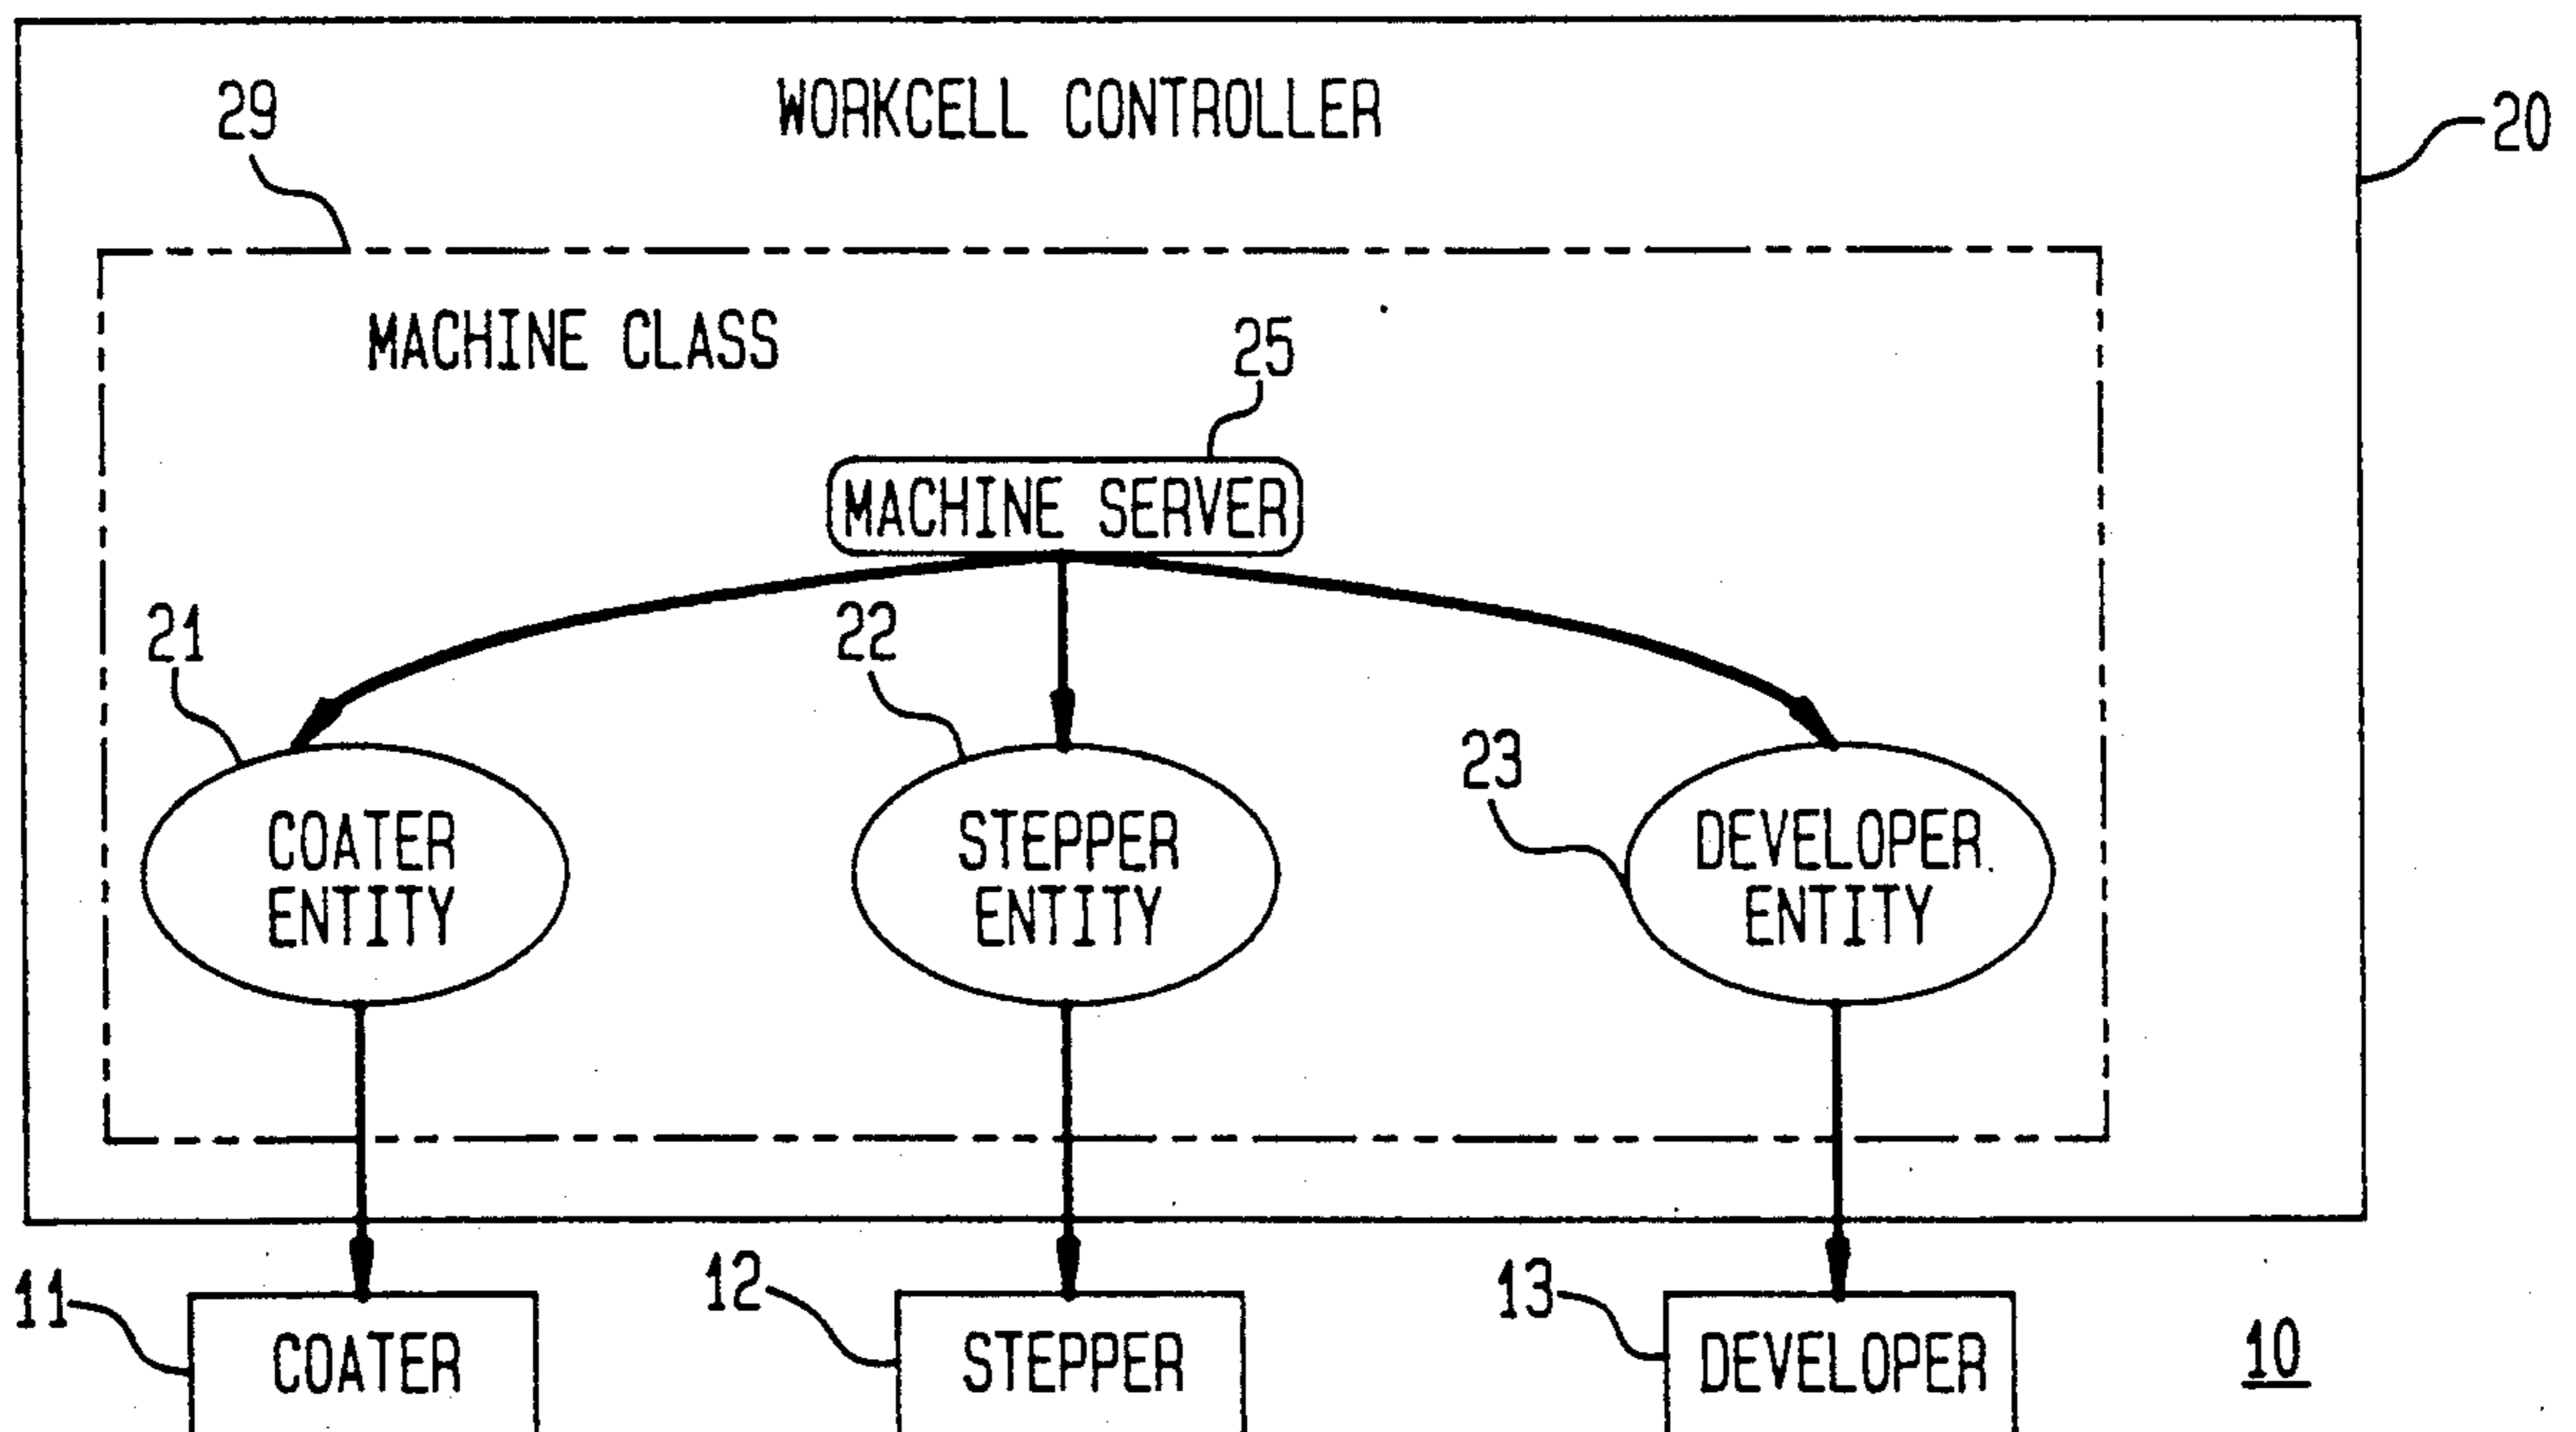 WORKCELL CONTROLLER
29
20
MACHINE CLASS
25
MACHINE SERVER
21
22
23
COATER
ENTITY
STEPPER
ENTITY
DEVELOPER
ENTITY
11
COATER
12
STEPPER
13
DEVELOPER
10